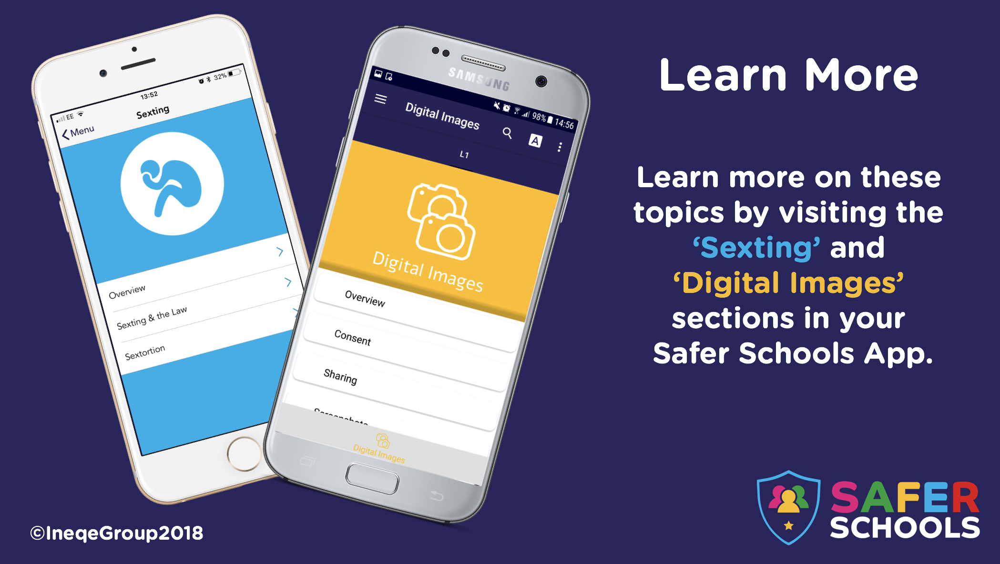 EE
13:52
32%
Menu
Sexting
Overview
Sexting & the Law
Sextortion
SAMSUNG
98% 14:56
Digital Images
A
L1
Digital Images
Overview
Consent
Sharing
Screenshots
Digital Images
Learn More
Learn more on these
topics by visiting the
‘Sexting’ and
‘Digital Images’
sections in your
Safer Schools App.
©IneqeGroup2018
SAFER
SCHOOLS